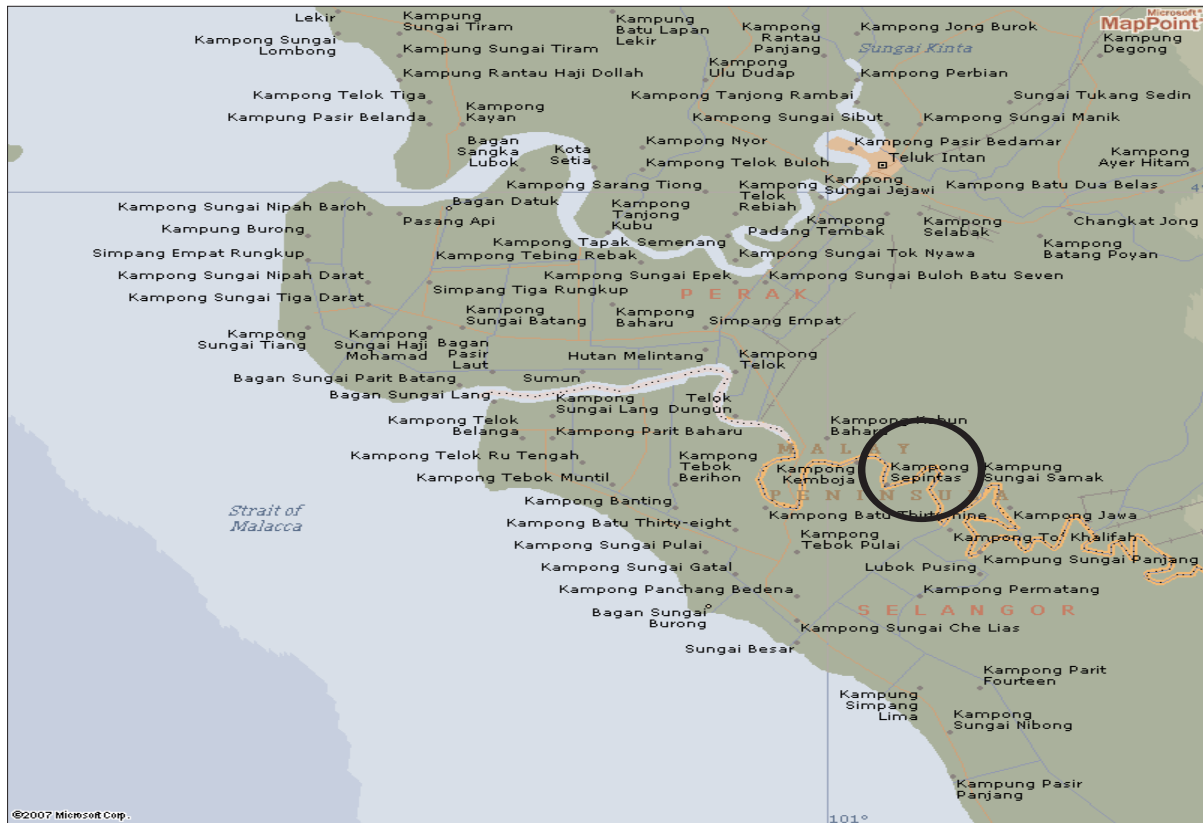 Microsoft®
MapPoint®
Lekir
Kampung
Sungai Tiram
Kampung
Batu Lapan
Lekir
Kampong
Rantau
Panjang
Kampong Jong Burok
Kampung
Degong
Kampong Sungai
Lombong
Kampung Sungai Tiram
Sungai Kinta
Kampung Rantau Haji Dollah
Kampong
Ulu Dudap
Kampong Perbian
Kampong Telok Tiga
Kampong Tanjong Rambai
Sungai Tukang Sedin
Kampung Pasir Belanda
Kampong
Kayan
Kampong Sungai Sibut
Kampong Sungai Manik
Bagan
Sangka
Lubok
Kota
Setia
Kampong Nyor
Kampong Pasir Bedamar
Kampong Telok Buloh
Teluk Intan
Kampong
Ayer Hitam
Kampong Sarang Tiong
Kampong
Telok
Rebiah
Kampong
Sungai Jejawi
Kampong Batu Dua Belas
4°
Kampong Sungai Nipah Baroh
Bagan Datuk
Pasang Api
Kampong
Tanjong
Kubu
Kampong
Padang Tembak
Kampong
Selabak
Changkat Jong
Kampung Burong
Simpang Empat Rungkup
Kampong Tapak Semenang
Kampong Tebing Rebak
Kampong Sungai Tok Nyawa
Kampong
Batang Poyan
Kampong Sungai Nipah Darat
Kampong Sungai Epek
Kampong Sungai Buloh Batu Seven
Kampong Sungai Tiga Darat
Simpang Tiga Rungkup
PERAK
Kampong
Sungai Batang
Kampong
Baharu
Simpang Empat
Kampong
Sungai Tiang
Kampong
Sungai Haji
Mohamad
Bagan
Pasir
Laut
Hutan Melintang
Kampong
Telok
Bagan Sungai Parit Batang
Sumun
Bagan Sungai Lang
Kampong
Sungai Lang
Telok
Dungun
Kampong Telok
Belanga
Kampong Parit Baharu
Kampong Kubun
Baharu
MALAY
PENINSULA
Kampong Telok Ru Tengah
Kampong
Tebok
Berihon
Kampong
Kemboja
Kampong
Sepintas
Kampung
Sungai Samak
Kampong Tebok Muntil
Kampong Banting
Strait of
Malacca
Kampong Batu Thirty-eight
Kampong Batu Thirty-nine
Kampong Jawa
Kampong Sungai Pulai
Kampong
Tebok Pulai
Kampong To' Khalifah
Kampong Sungai Gatal
Lubok Pusing
Kampung Sungai Panjang
Kampong Panchang Bedena
Kampong Permatang
Bagan Sungai
Burong
SELANGOR
Kampong Sungai Che Lias
Sungai Besar
Kampong Parit
Fourteen
Kampung
Simpang
Lima
Kampong
Sungai Nibong
Kampung Pasir
Panjang
©2007 Microsoft Corp.
101°